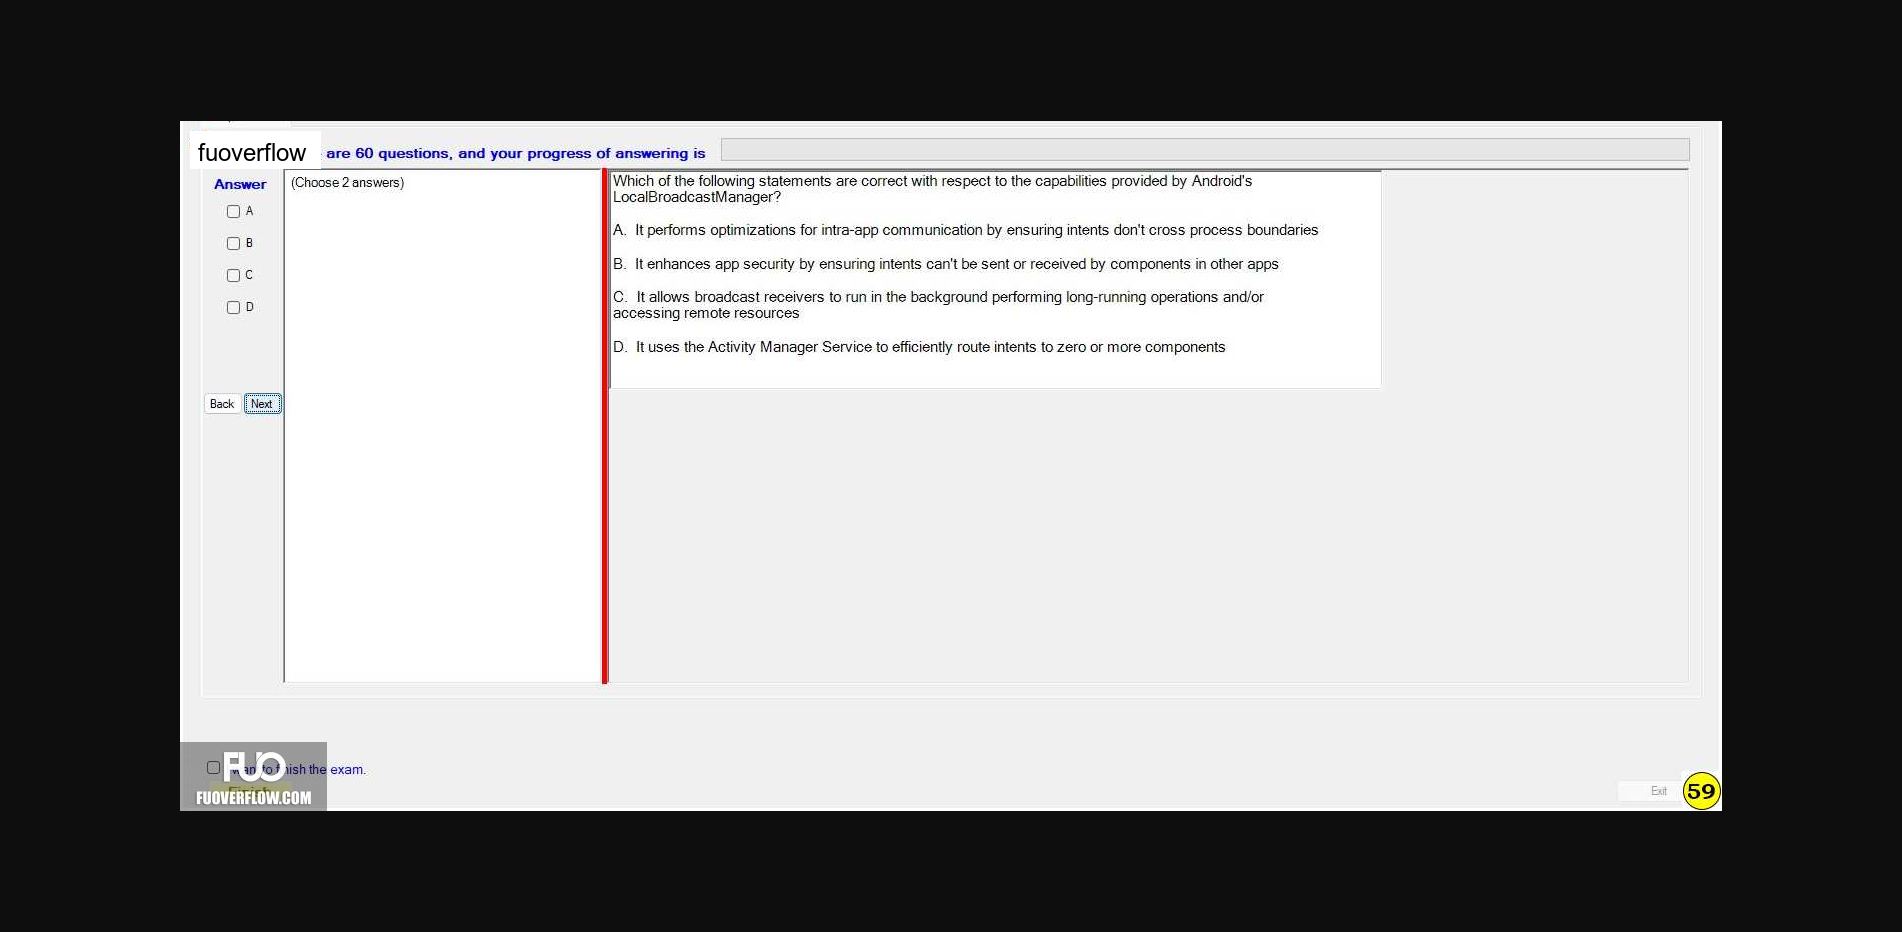 fuoverflow are 60 questions, and your progress of answering is
Answer
A
B
C
D
Back Next
(Choose 2 answers)
Which of the following statements are correct with respect to the capabilities provided by Android's
LocalBroadcastManager?
A. It performs optimizations for intra-app communication by ensuring intents don't cross process boundaries
B. It enhances app security by ensuring intents can't be sent or received by components in other apps
C. It allows broadcast receivers to run in the background performing long-running operations and/or
accessing remote resources
D. It uses the Activity Manager Service to efficiently route intents to zero or more components
FUO
want to finish the exam.
Finish
FUOVERFLOW.COM
Exit
59